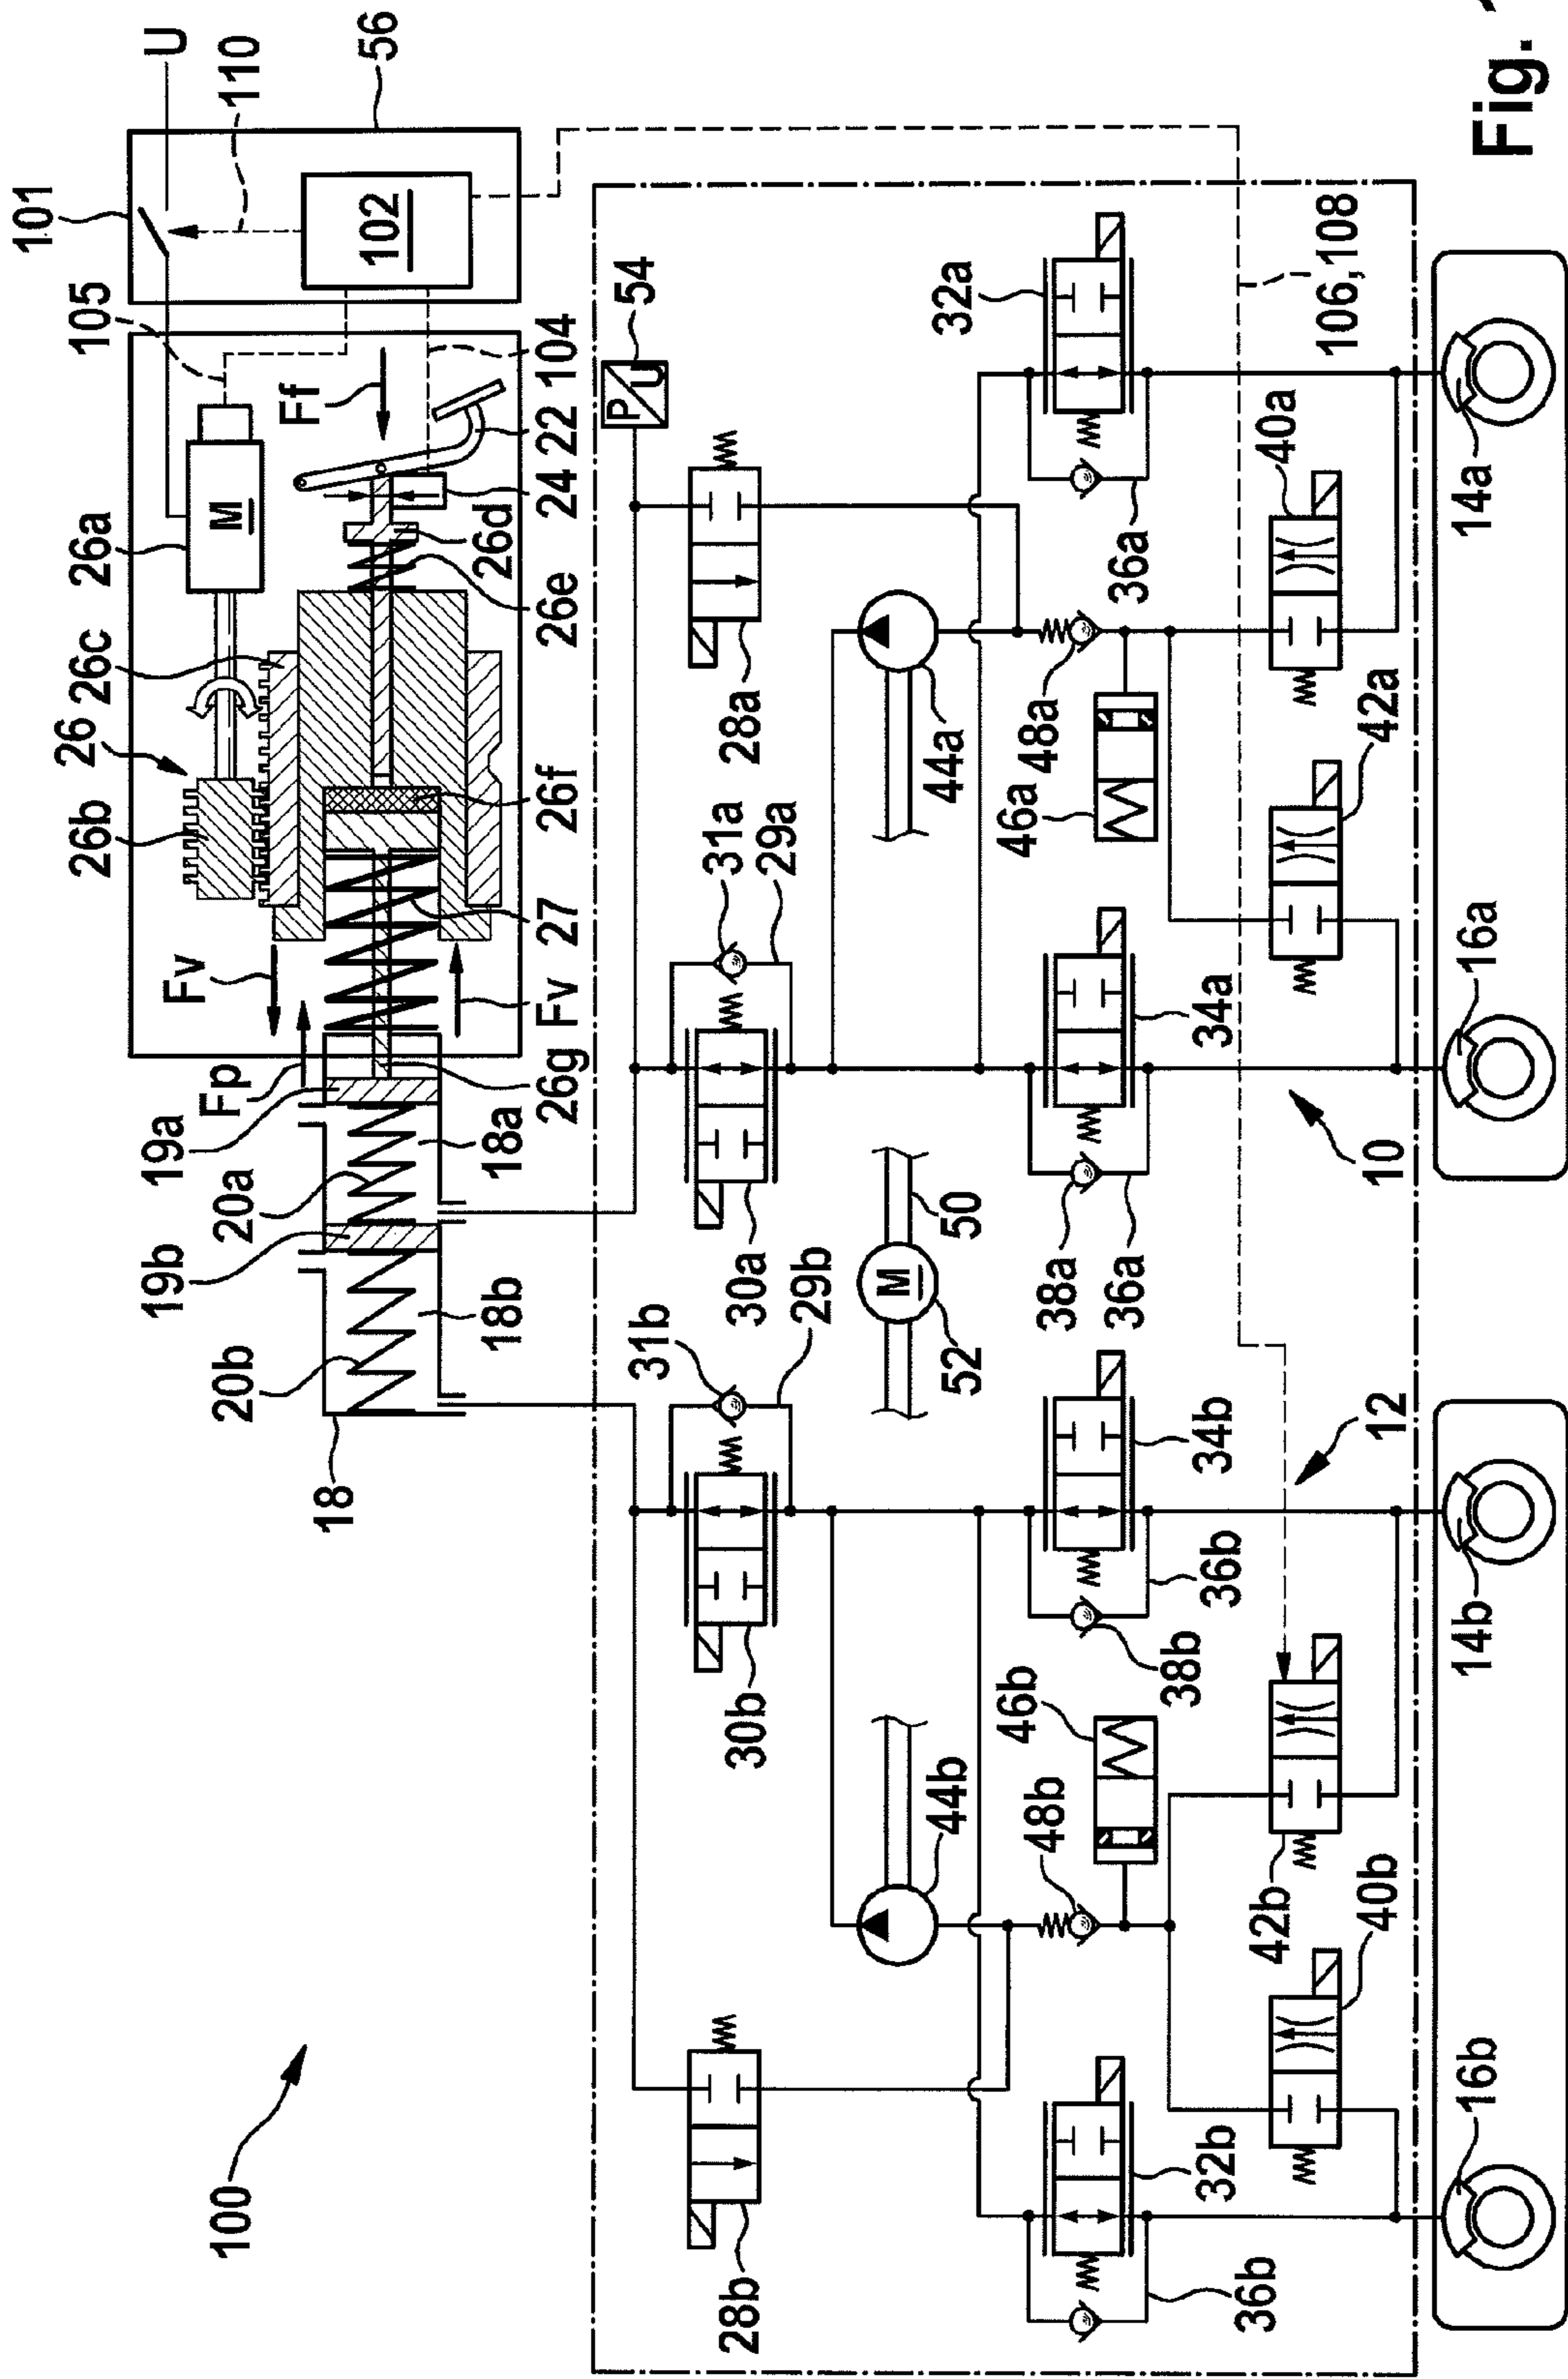 101
U
110
56
102
105
26a
M
Ff
104
22
24
26d
26e
26c
26
26b
26f
27
Fv
Fv
Fp
26g
19a
18a
20a
19b
18b
20b
18
100
54
P
U
32a
106,108
28a
36a
40a
14a
44a
48a
46a
42a
31a
29a
34a
16a
30a
50
38a
36a
10
M
52
29b
31b
34b
12
30b
36b
38b
14b
46b
44b
48b
42b
40b
28b
32b
36b
16b
Fig.